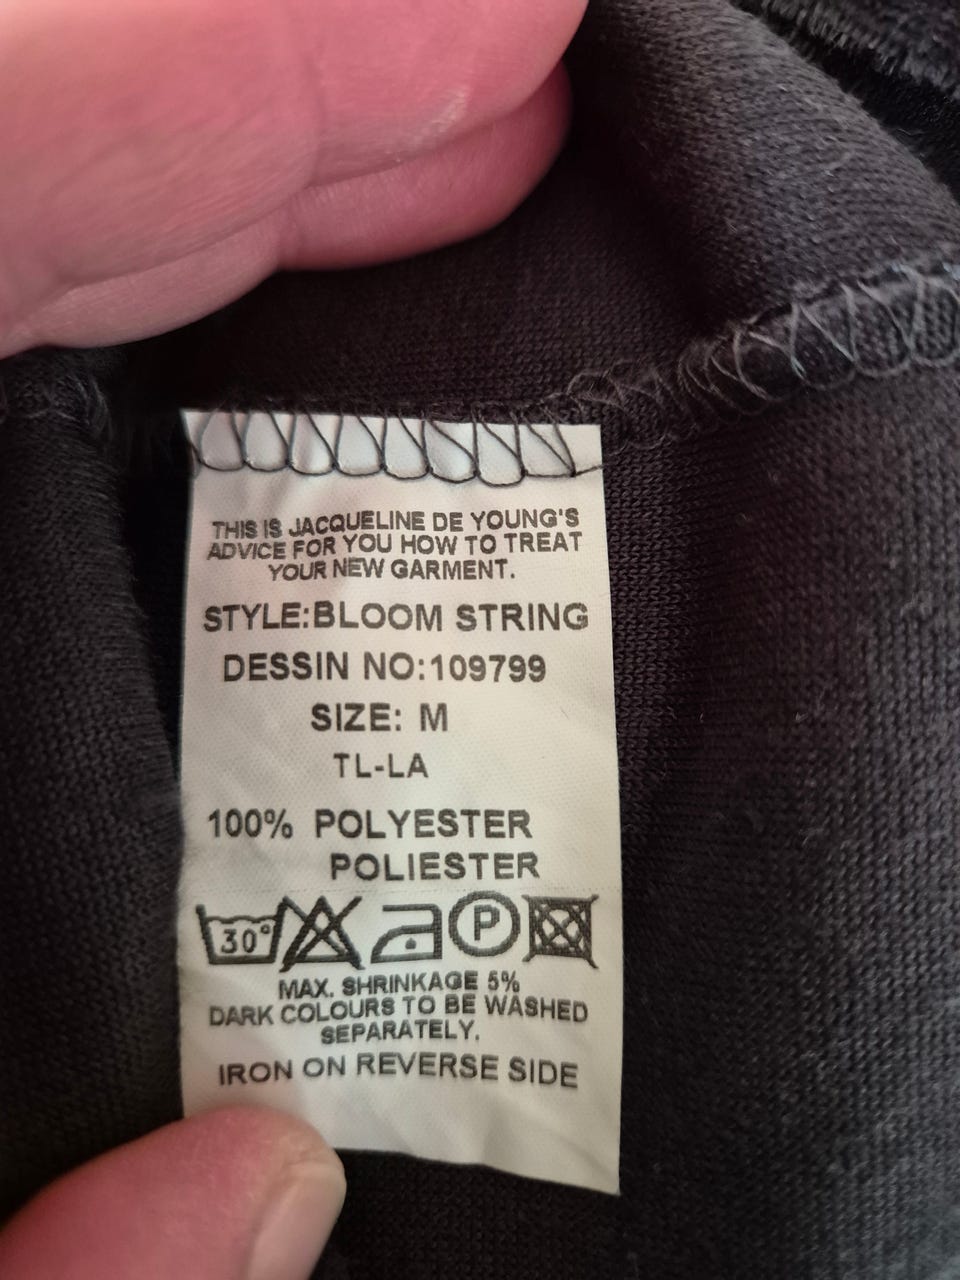 THIS IS JACQUELINE DE YOUNG'S
ADVICE FOR YOU HOW TO TREAT
YOUR NEW GARMENT.
STYLE:BLOOM STRING
DESSIN NO:109799
SIZE: M
TL-LA
100% POLYESTER
POLIESTER
30° P
MAX. SHRINKAGE 5%
DARK COLOURS TO BE WASHED
SEPARATELY.
IRON ON REVERSE SIDE